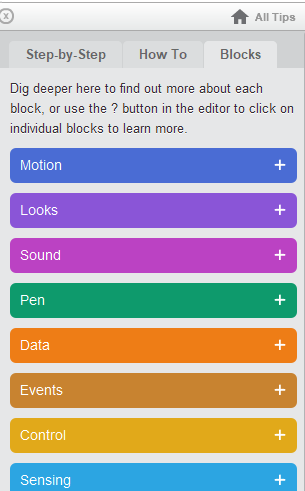 All Tips
Step-by-Step How To Blocks
Dig deeper here to find out more about each
block, or use the ? button in the editor to click on
individual blocks to learn more.
Motion +
Looks +
Sound +
Pen +
Data +
Events +
Control +
Sensing +